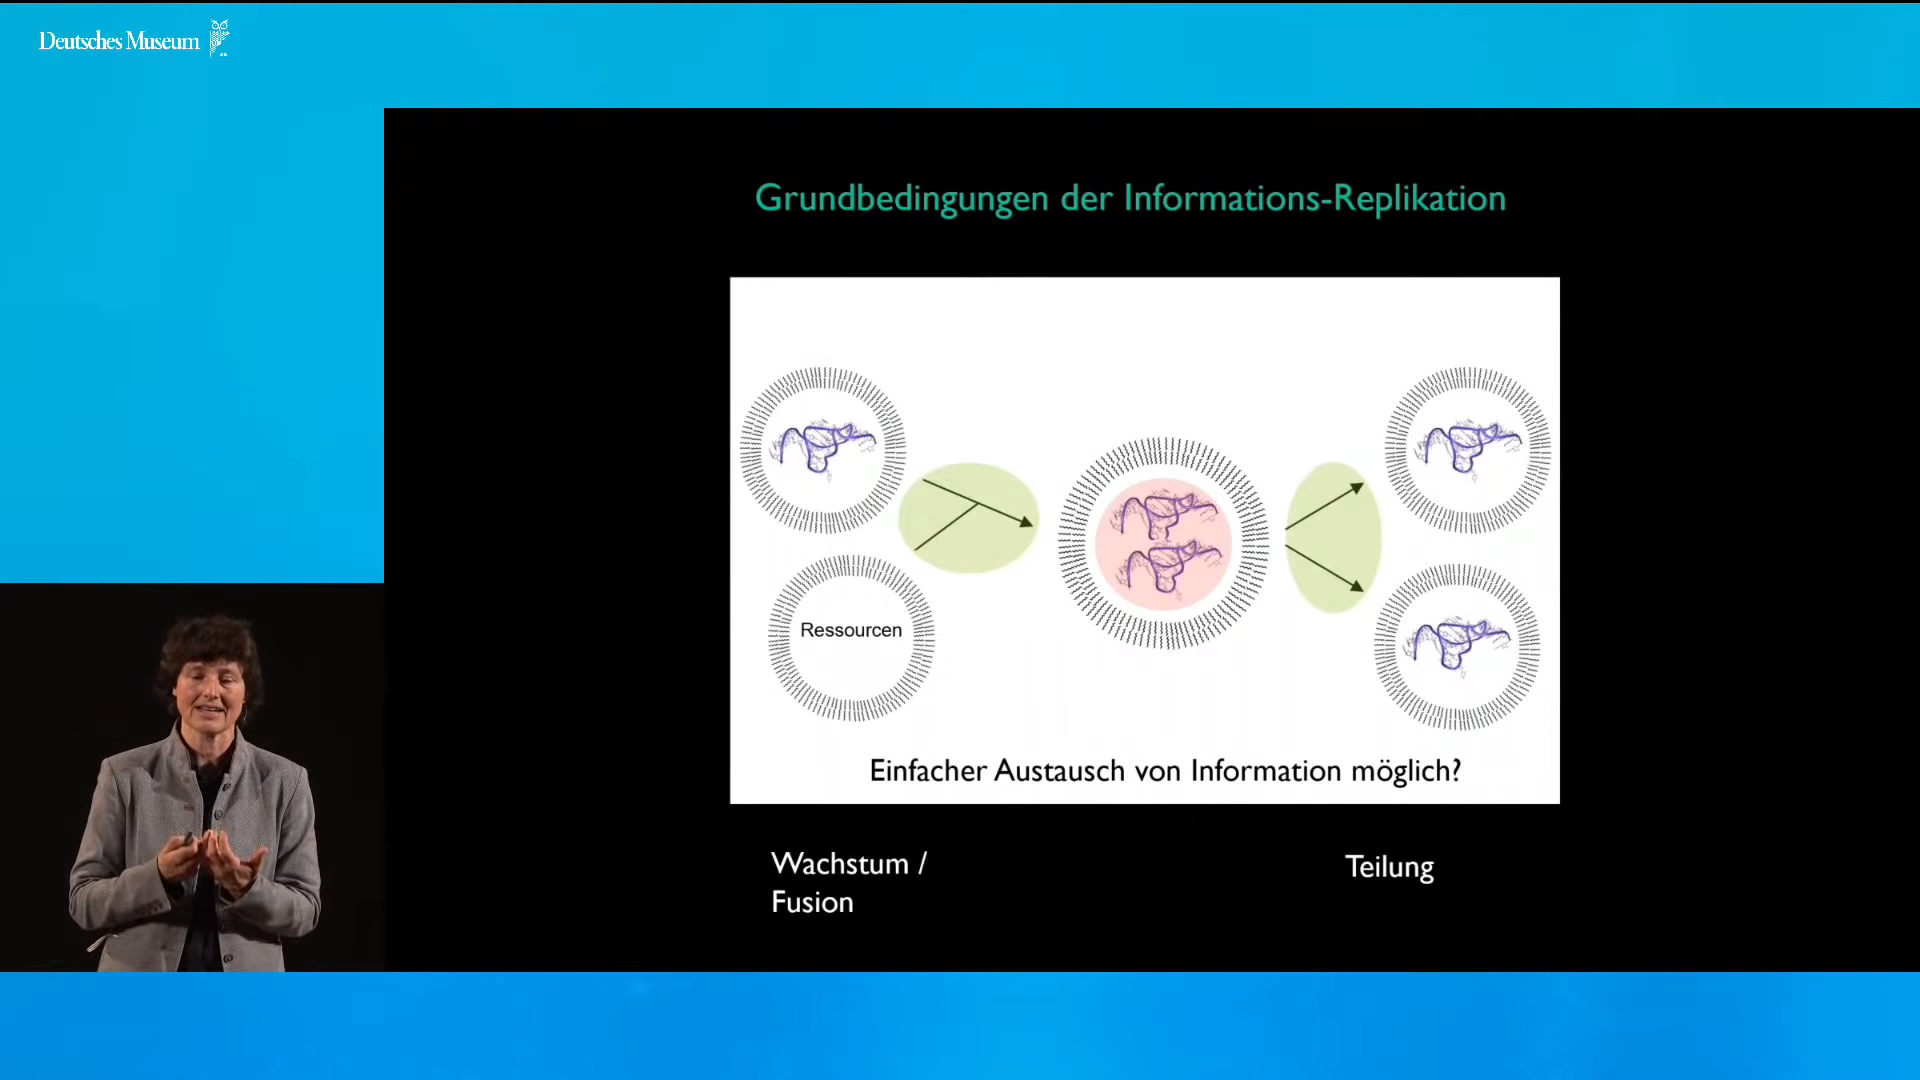 Deutsches Museum
Grundbedingungen der Informations-Replikation
Ressourcen
Einfacher Austausch von Information möglich?
Wachstum /
Fusion
Teilung